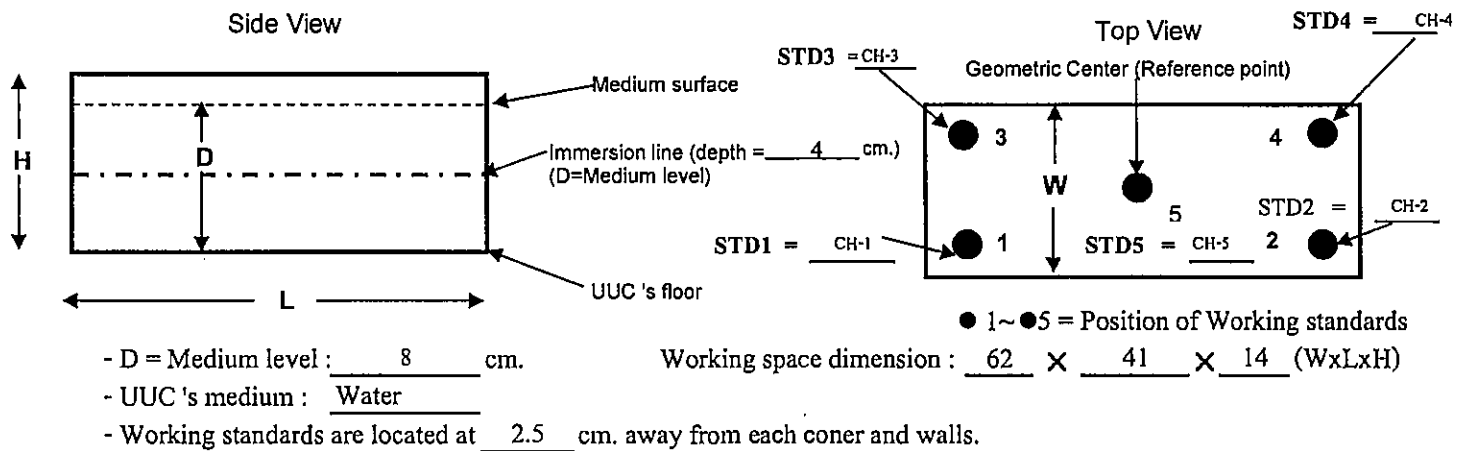 Side View
Medium surface
H
D
Immersion line (depth = 4 cm.)
(D=Medium level)
L
UUC 's floor
STD4 = CH-4
Top View
STD3 = CH-3
Geometric Center (Reference point)
3
4
W
5
STD2 = CH-2
STD1 = CH-1
1
STD5 = CH-5
2
● 1~ ●5 = Position of Working standards
- D = Medium level : 8 cm.
Working space dimension : 62 × 41 × 14 (WxLxH)
- UUC 's medium : Water
- Working standards are located at 2.5 cm. away from each coner and walls.